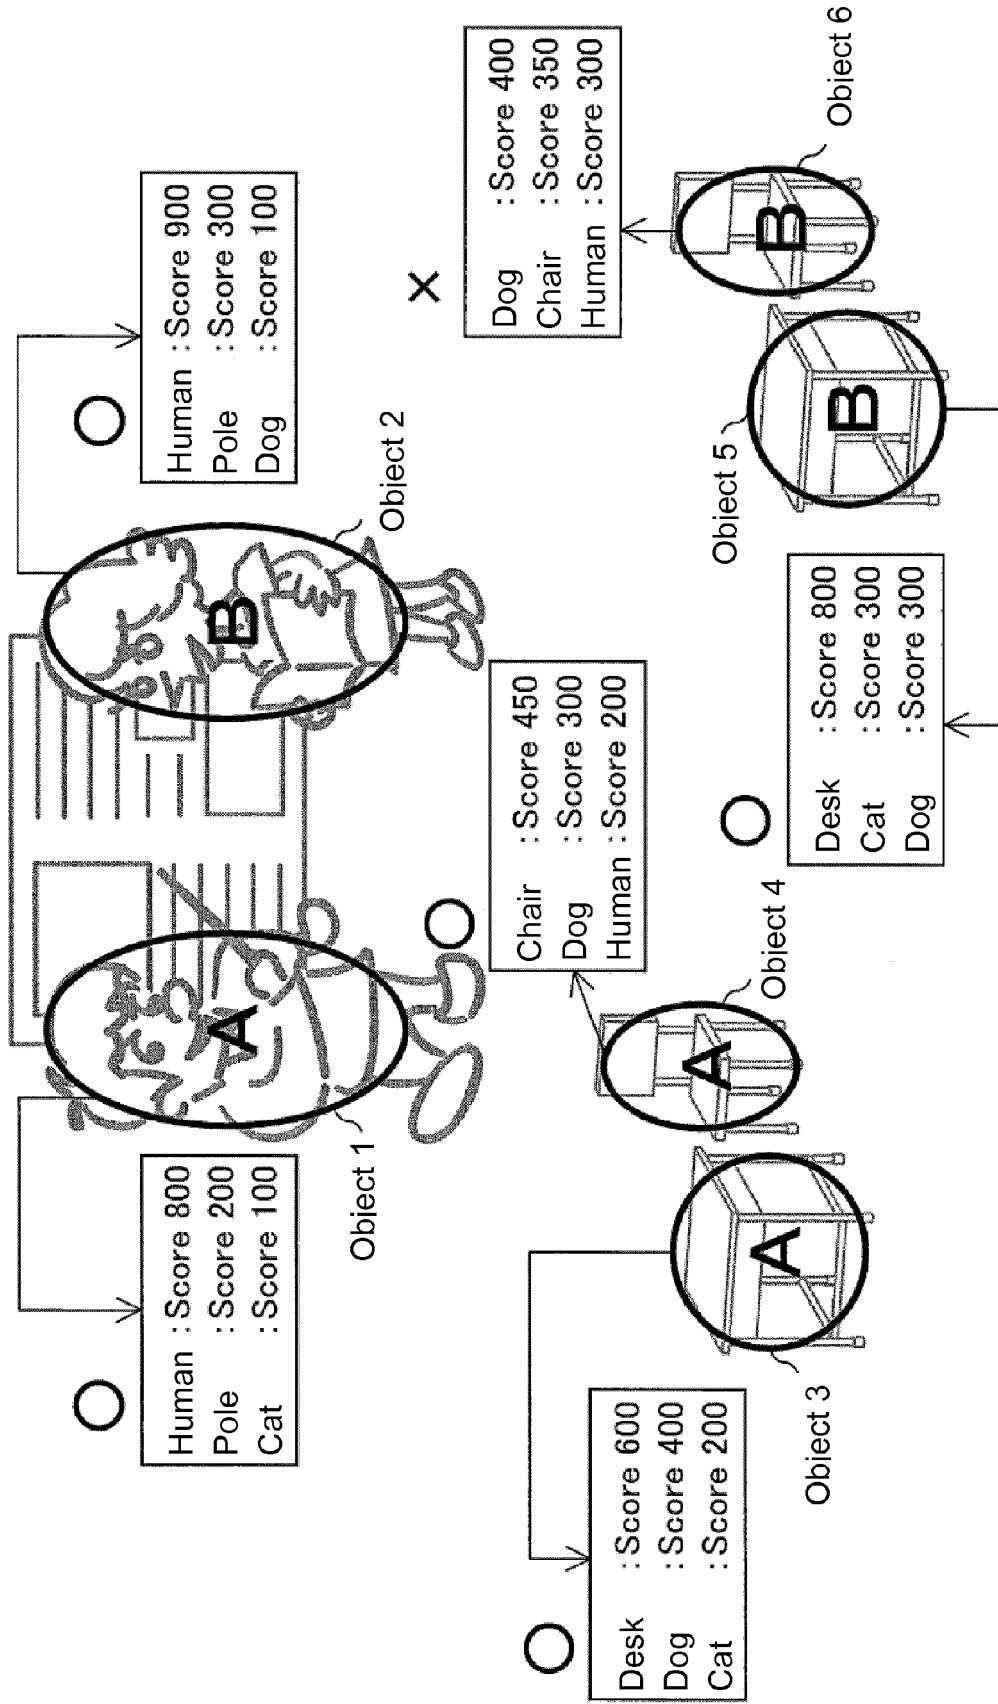 ○
Human :Score 800
Pole :Score 200
Cat :Score 100
○
Human :Score 900
Pole :Score 300
Dog :Score 100
A
B
Object 1
Object 2
○
Desk :Score 600
Dog :Score 400
Cat :Score 200
○
Chair :Score 450
Dog :Score 300
Human :Score 200
×
Dog :Score 400
Chair :Score 350
Human :Score 300
A
Object 3
A
Object 4
○
Desk :Score 800
Cat :Score 300
Dog :Score 300
Object 5
B
B
Object 6